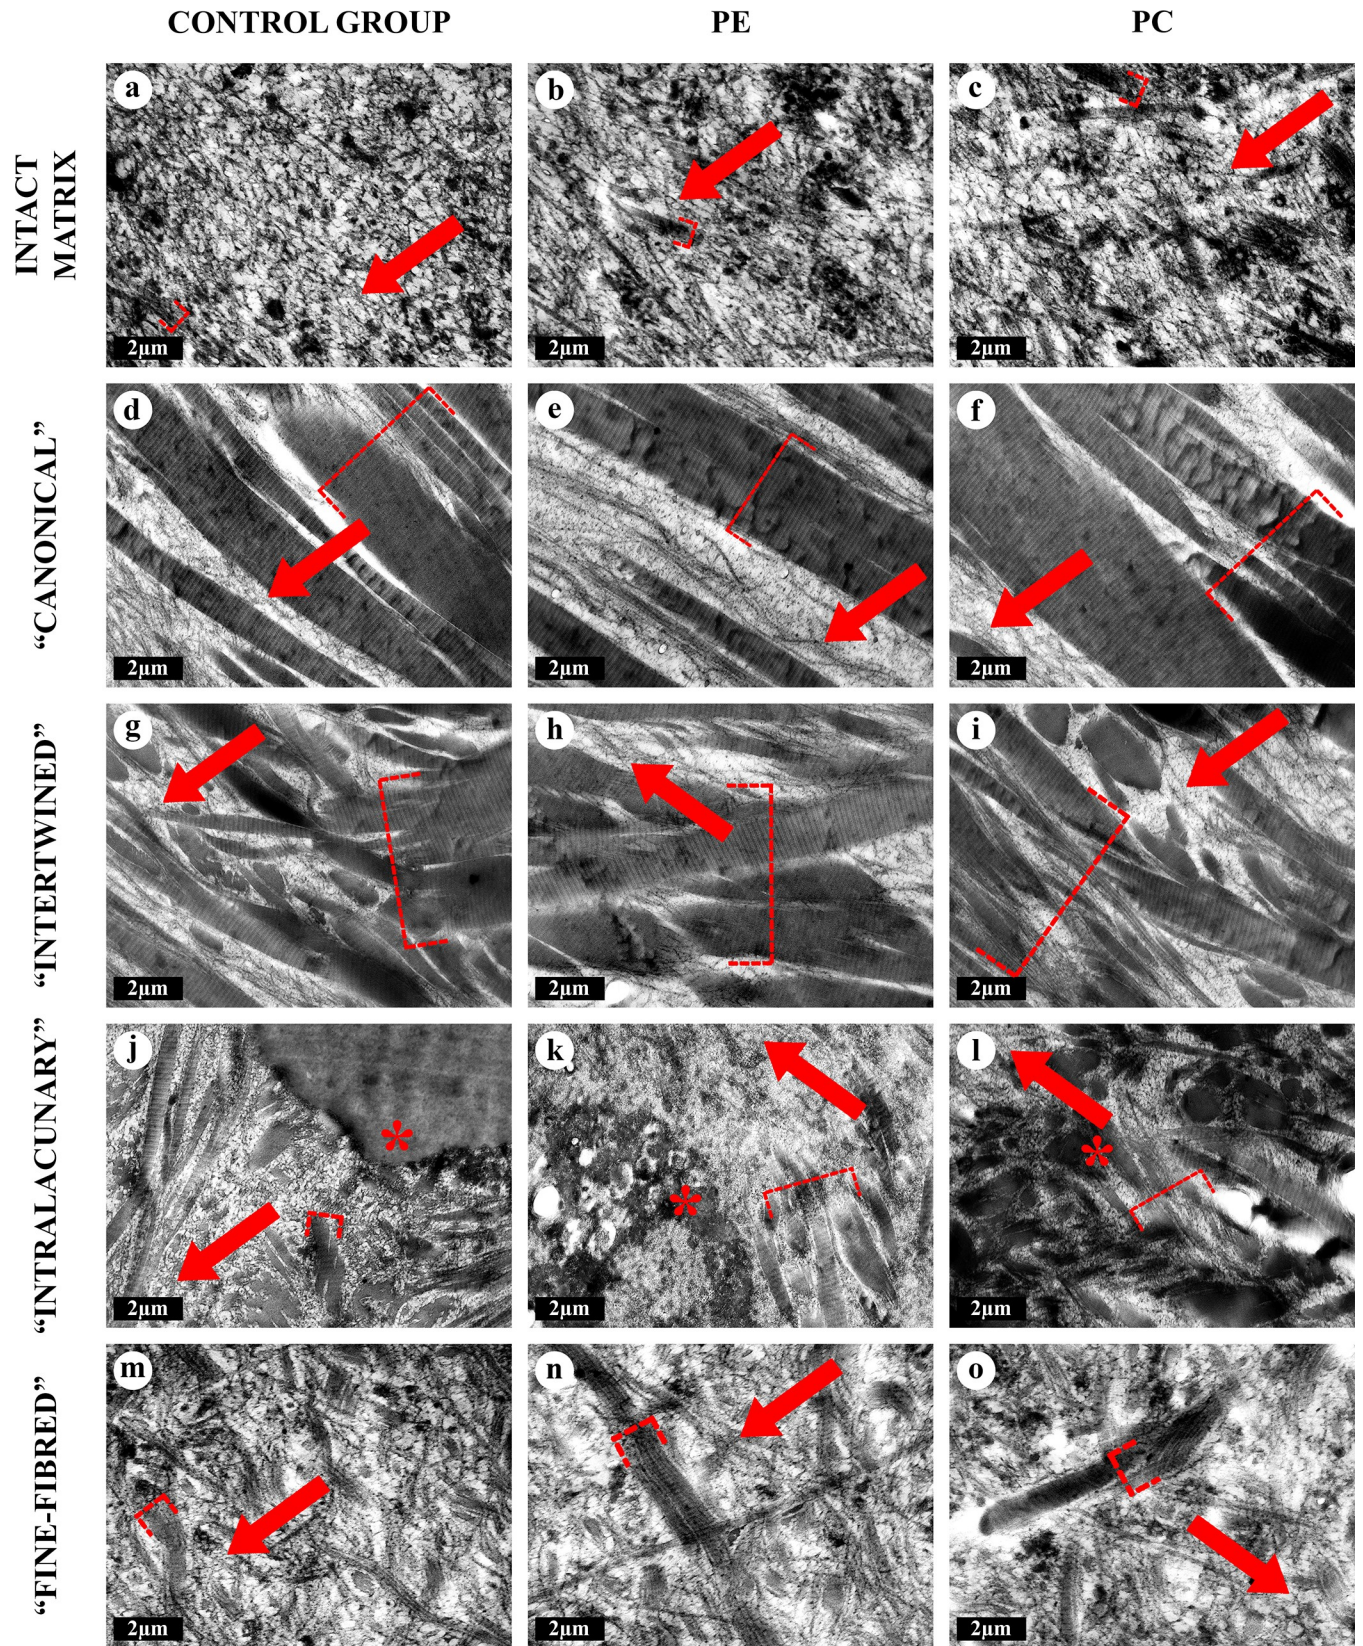 CONTROL GROUP PE PC
INTACT
MATRIX
a b c
2μm 2μm 2μm
“CANONICAL”
d e f
2μm 2μm 2μm
“INTERTWINED”
g h i
2μm 2μm 2μm
“INTRALACUNARY”
j k l
* * *
2μm 2μm 2μm
“FINE-FIBRED”
m n o
2μm 2μm 2μm